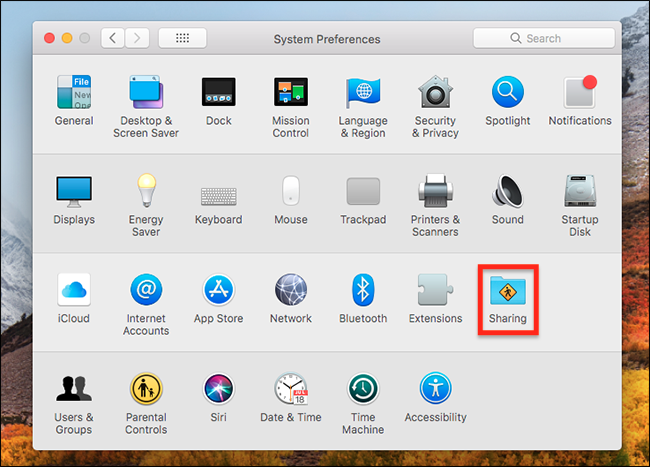 System Preferences
Search
File
New
Ope
General
Desktop &
Screen Saver
Dock
Mission
Control
Language
& Region
Security
& Privacy
Spotlight
Notifications
Displays
Energy
Saver
Keyboard
Mouse
Trackpad
Printers &
Scanners
Sound
Startup
Disk
iCloud
Internet
Accounts
App Store
Network
Bluetooth
Extensions
Sharing
Users &
Groups
Parental
Controls
Siri
JUL
18
Date & Time
Time
Machine
Accessibility